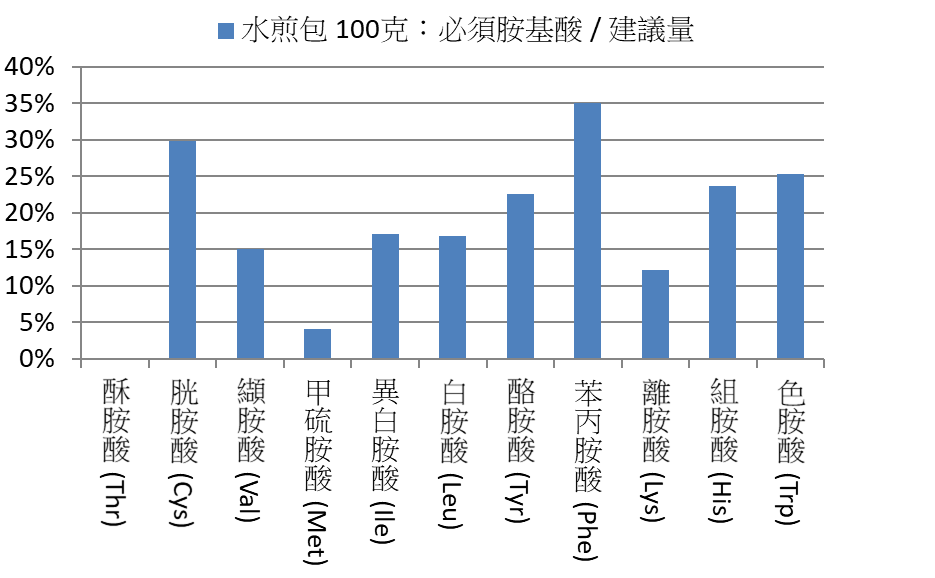 水煎包 100克：必須胺基酸 / 建議量
40%
35%
30%
25%
20%
15%
10%
5%
0%
酥胺酸 (Thr)
胱胺酸 (Cys)
纈胺酸 (Val)
甲硫胺酸 (Met)
異白胺酸 (Ile)
白胺酸 (Leu)
酪胺酸 (Tyr)
苯丙胺酸 (Phe)
離胺酸 (Lys)
組胺酸 (His)
色胺酸 (Trp)